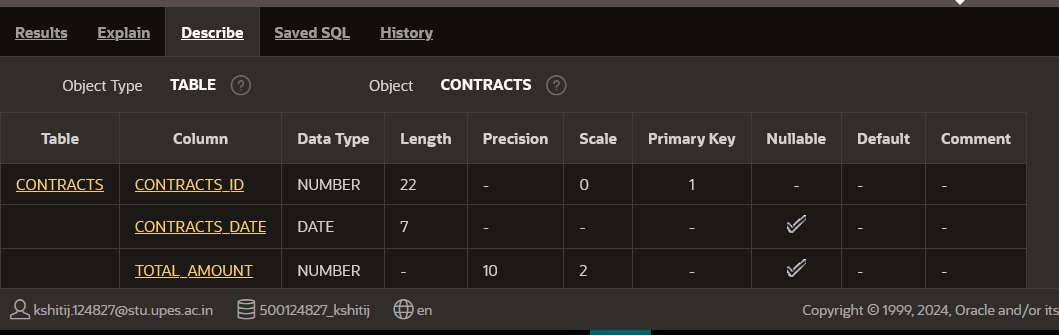 Results Explain Describe Saved SQL History
Object Type TABLE ? Object CONTRACTS ?
Table Column Data Type Length Precision Scale Primary Key Nullable Default Comment
CONTRACTS CONTRACTS_ID NUMBER 22 - 0 1 - - -
CONTRACTS_DATE DATE 7 - - - - -
TOTAL_AMOUNT NUMBER - 10 2 - - -
kshitij.124827@stu.upes.ac.in 500124827_kshitij en Copyright © 1999, 2024, Oracle and/or its